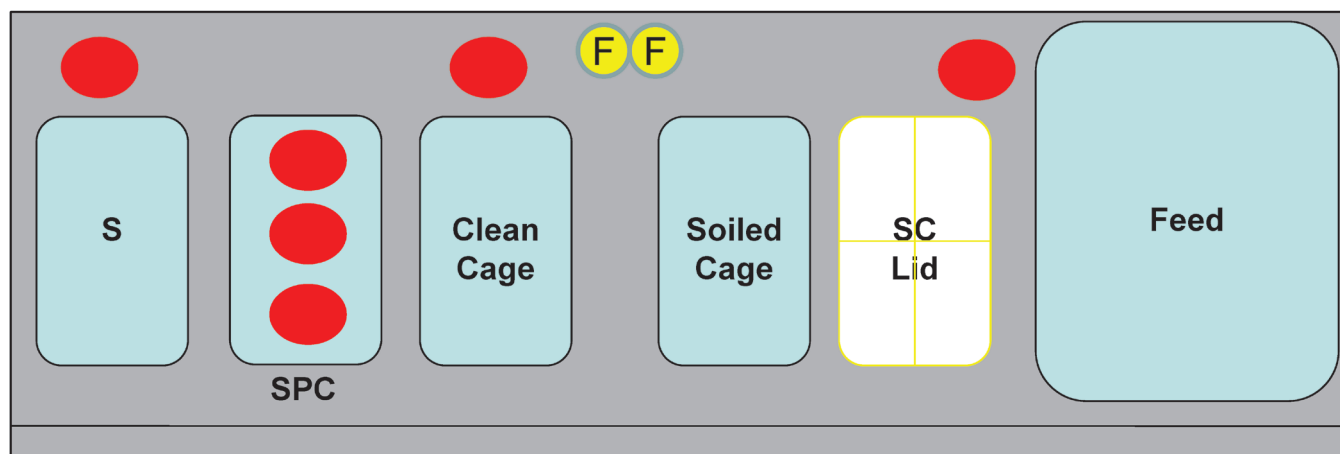 F F
S
SPC
Clean
Cage
Soiled
Cage
SC
Lid
Feed